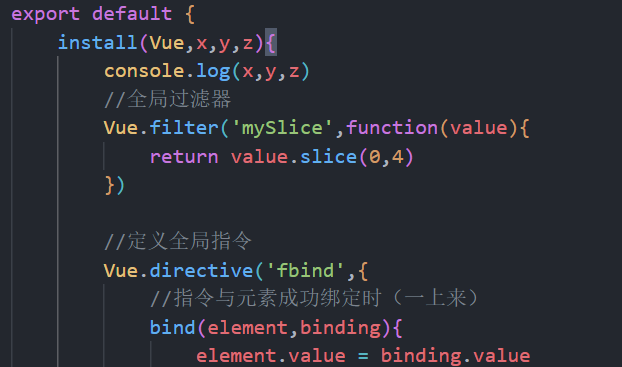 export default {
install(Vue,x,y,z){
console.log(x,y,z)
//全局过滤器
Vue.filter('mySlice',function(value){
return value.slice(0,4)
})
//定义全局指令
Vue.directive('fbind',{
//指令与元素成功绑定时（一上来）
bind(element,binding){
element.value = binding.value